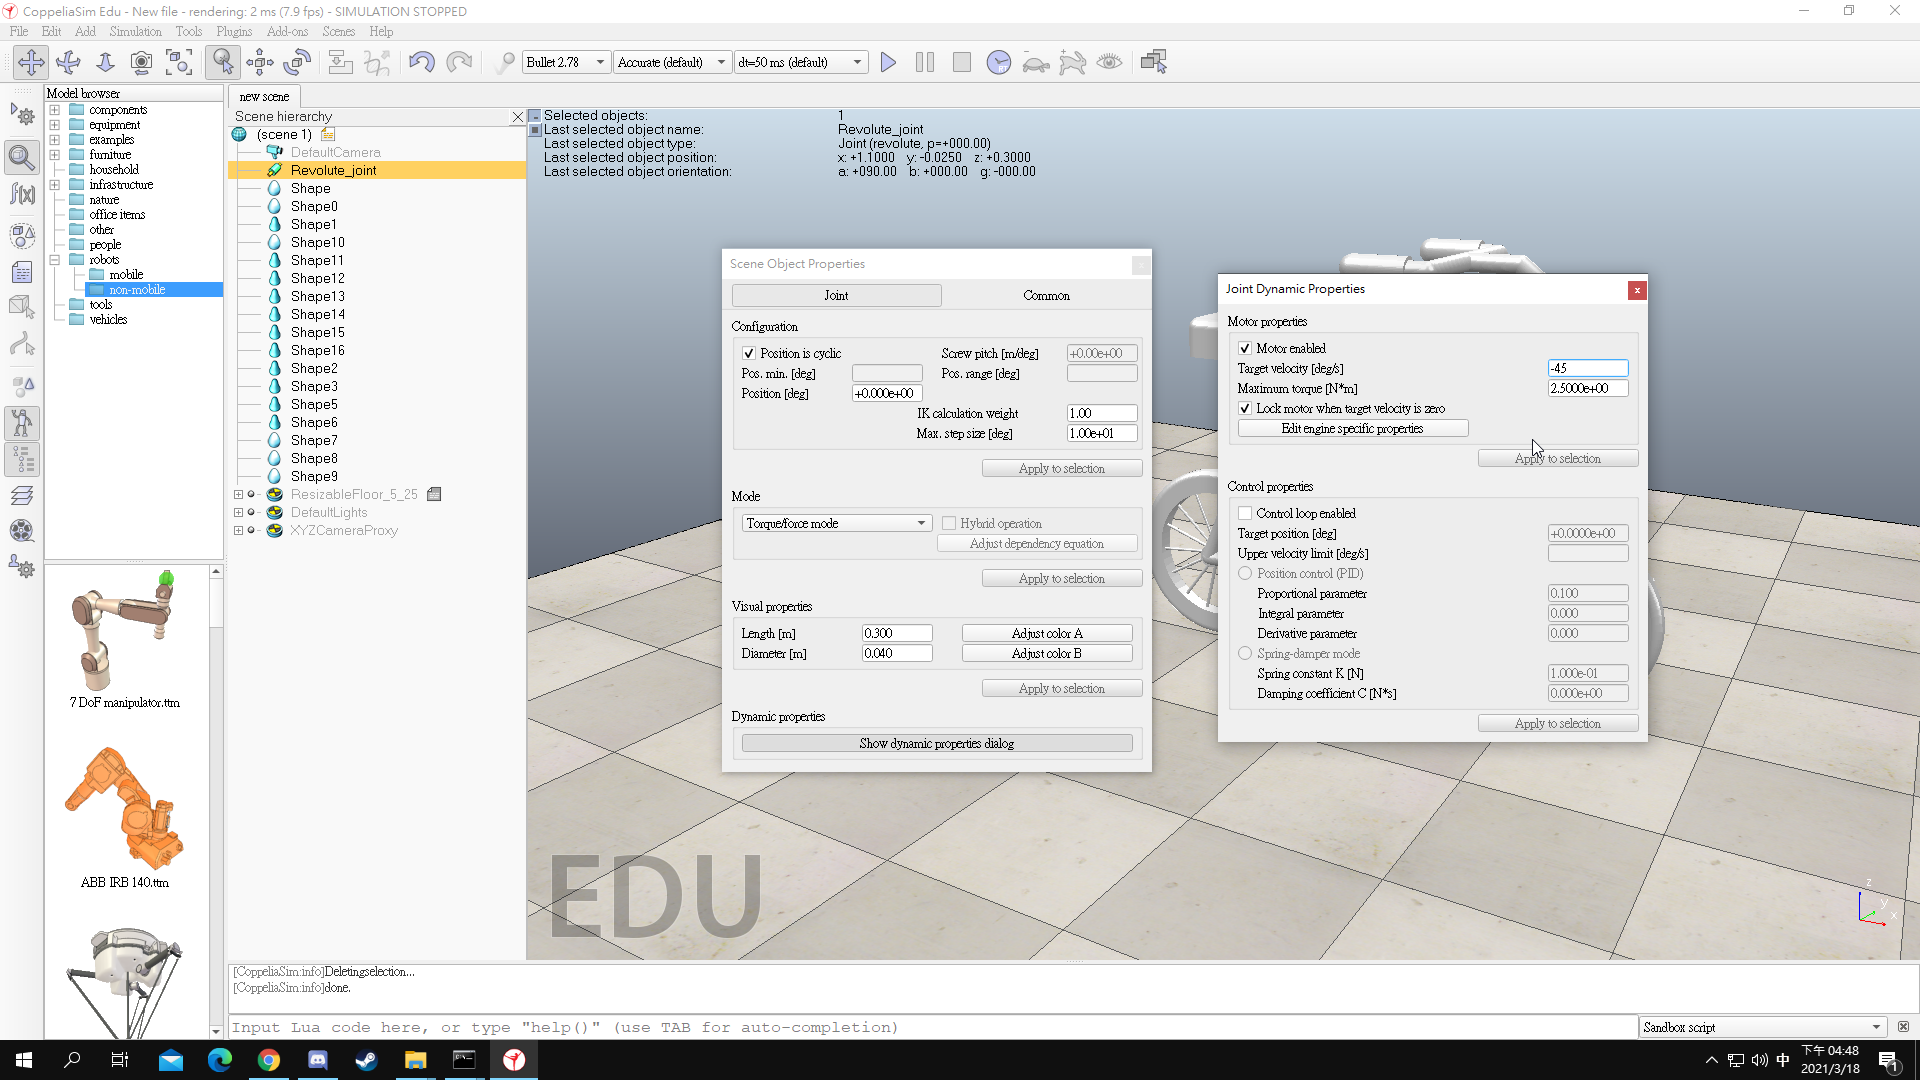 CoppeliaSim Edu - New file - rendering: 2 ms (7.9 fps) - SIMULATION STOPPED
File Edit Add Simulation Tools Plugins Add-ons Scenes Help
Bullet 2.78 Accurate (default) dt=50 ms (default)
Model browser
components
equipment
examples
furniture
household
infrastructure
nature
office items
other
people
robots
mobile
non-mobile
tools
vehicles
7 DoF manipulator.ttm
ABB IRB 140.ttm
new scene
Scene hierarchy
(scene 1)
DefaultCamera
Revolute_joint
Shape
Shape0
Shape1
Shape10
Shape11
Shape12
Shape13
Shape14
Shape15
Shape16
Shape2
Shape3
Shape5
Shape6
Shape7
Shape8
Shape9
ResizableFloor_5_25
DefaultLights
XYZCameraProxy
Selected objects: 1
Last selected object name: Revolute_joint
Last selected object type: Joint (revolute, p=+000.00)
Last selected object position: x: +1.1000 y: -0.0250 z: +0.3000
Last selected object orientation: a: +090.00 b: +000.00 g: -000.00
Scene Object Properties
Joint Common
Configuration
Position is cyclic Screw pitch [m/deg] +0.00e+00
Pos. min. [deg] Pos. range [deg]
Position [deg] +0.000e+00
IK calculation weight 1.00
Max. step size [deg] 1.00e+01
Apply to selection
Mode
Torque/force mode Hybrid operation
Adjust dependency equation
Apply to selection
Visual properties
Length [m] 0.300 Adjust color A
Diameter [m] 0.040 Adjust color B
Apply to selection
Dynamic properties
Show dynamic properties dialog
Joint Dynamic Properties
Motor properties
Motor enabled
Target velocity [deg/s] -45
Maximum torque [N*m] 2.5000e+00
Lock motor when target velocity is zero
Edit engine specific properties
Apply to selection
Control properties
Control loop enabled
Target position [deg] +0.0000e+00
Upper velocity limit [deg/s]
Position control (PID)
Proportional parameter 0.100
Integral parameter 0.000
Derivative parameter 0.000
Spring-damper mode
Spring constant K [N] 1.000e-01
Damping coefficient C [N*s] 0.000e+00
Apply to selection
EDU
z
y
x
[CoppeliaSim:info]Deletingselection...
[CoppeliaSim:info]done.
Input Lua code here, or type "help()" (use TAB for auto-completion)
Sandbox script
中
下午 04:48
2021/3/18
1